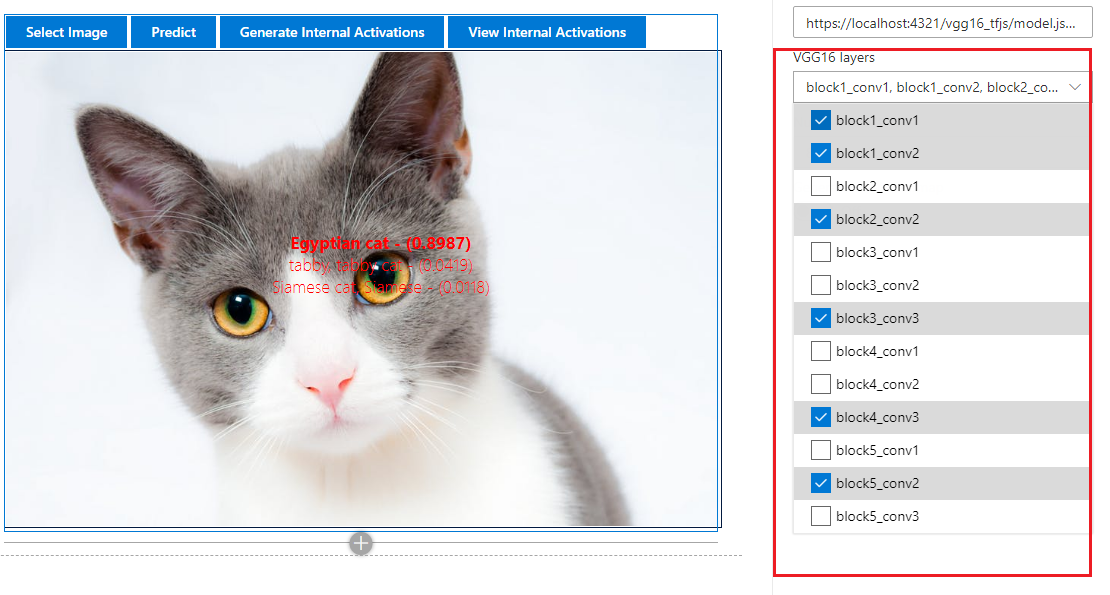 Select Image
Predict
Generate Internal Activations
View Internal Activations
Egyptian cat - (0.8987)
tabby, tabby cat - (0.0419)
Siamese cat, Siamese - (0.0118)
https://localhost:4321/vgg16_tfjs/model.js...
VGG16 layers
block1_conv1, block1_conv2, block2_co...
block1_conv1
block1_conv2
block2_conv1
block2_conv2
block3_conv1
block3_conv2
block3_conv3
block4_conv1
block4_conv2
block4_conv3
block5_conv1
block5_conv2
block5_conv3